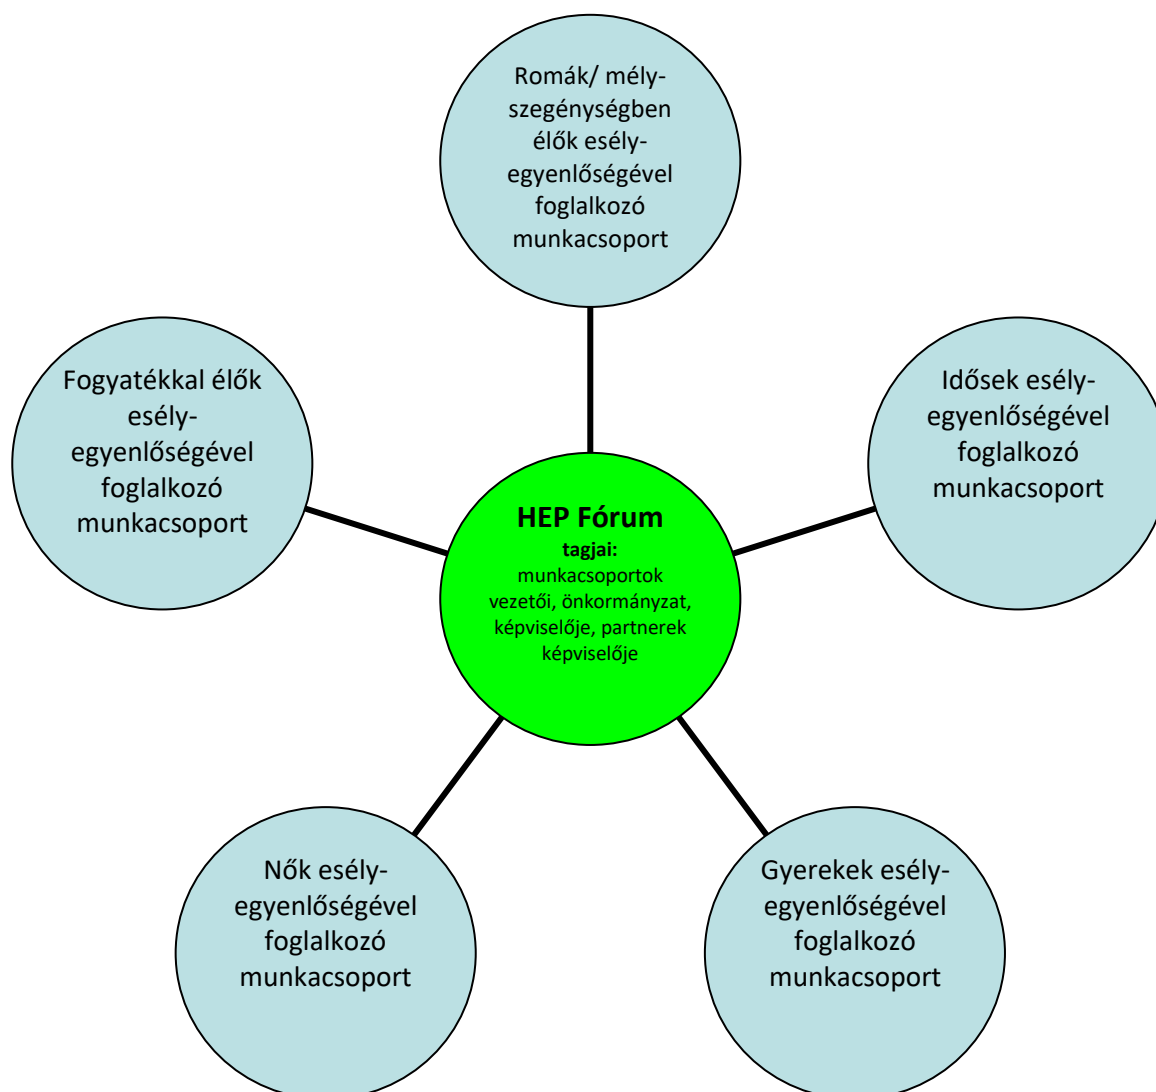 Romák/ mély-
szegénységben
élők esély-
egyenlőségével
foglalkozó
munkacsoport
Fogyatékkal élők
esély-
egyenlőségével
foglalkozó
munkacsoport
Idősek esély-
egyenlőségével
foglalkozó
munkacsoport
HEP Fórum
tagjai:
munkacsoportok
vezetői, önkormányzat,
képviselője, partnerek
képviselője
Nők esély-
egyenlőségével
foglalkozó
munkacsoport
Gyerekek esély-
egyenlőségével
foglalkozó
munkacsoport